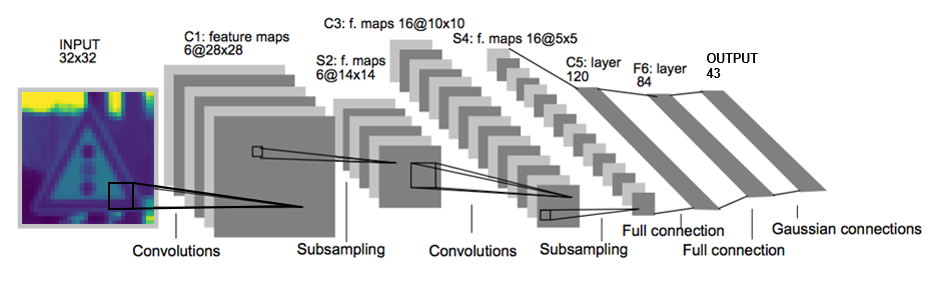 INPUT
32x32
C1: feature maps
6@28x28
S2: f. maps
6@14x14
C3: f. maps 16@10x10
S4: f. maps 16@5x5
C5: layer
120
F6: layer
84
OUTPUT
43
Convolutions
Subsampling
Convolutions
Subsampling
Full connection
Full connection
Gaussian connections